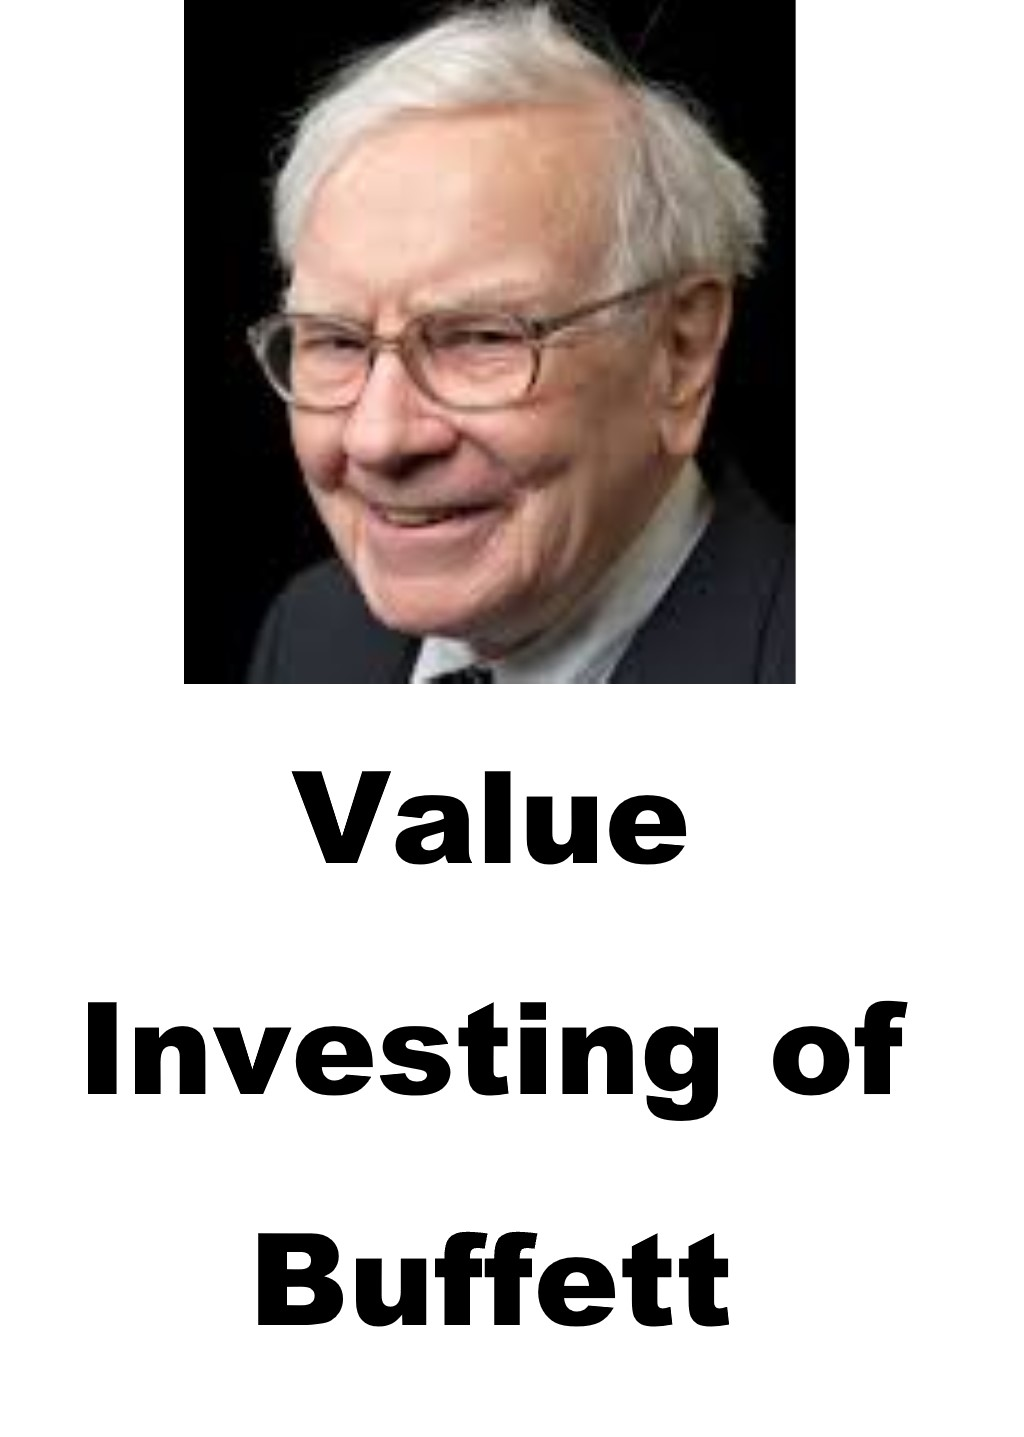 Value
Investing of
Buffett